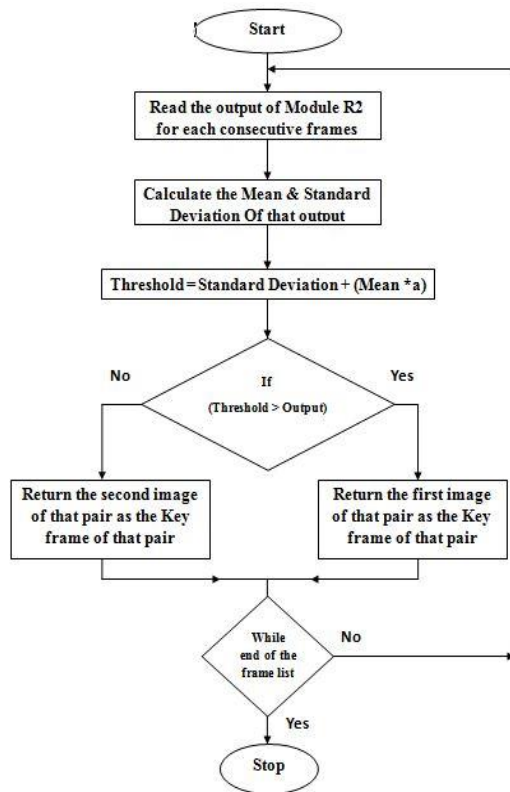 Start
Read the output of Module R2
for each consecutive frames
Calculate the Mean & Standard
Deviation Of that output
Threshold = Standard Deviation + (Mean *a)
No
Yes
If
(Threshold > Output)
Return the second image
of that pair as the Key
frame of that pair
Return the first image
of that pair as the Key
frame of that pair
While
end of the
frame list
No
Yes
Stop